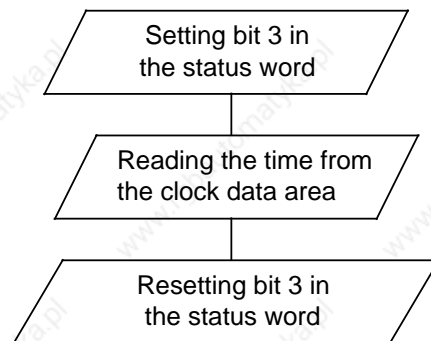 Setting bit 3 in
the status word
Reading the time from
the clock data area
Resetting bit 3 in
the status word